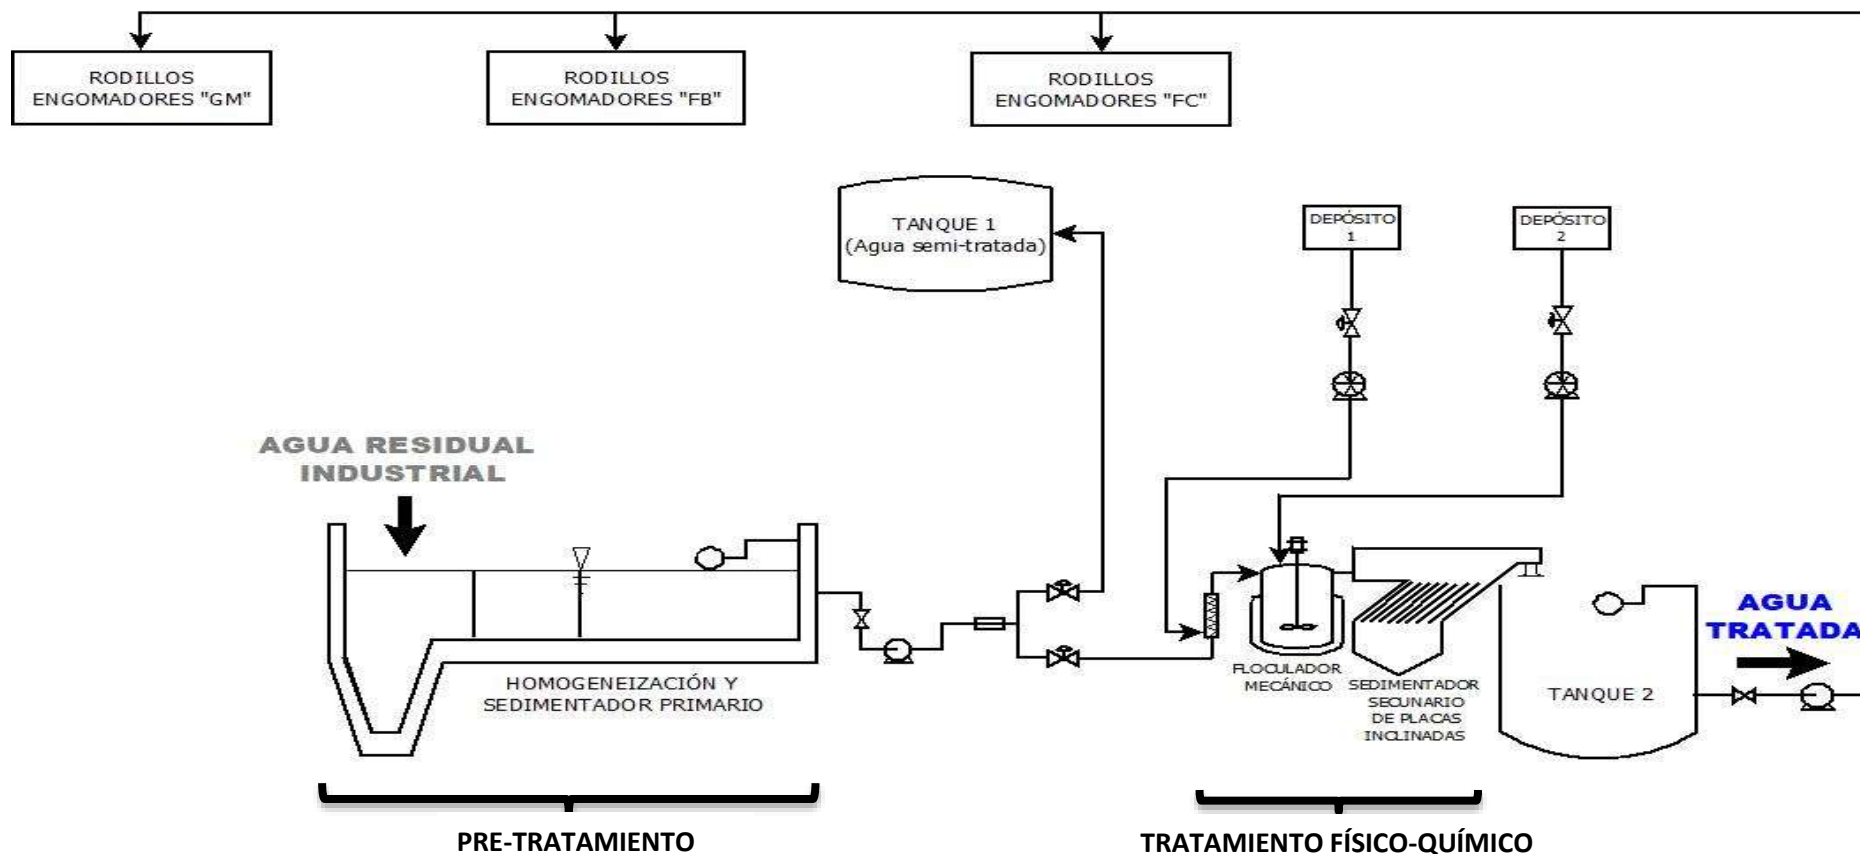 RODILLOS
ENGOMADORES "GM"
RODILLOS
ENGOMADORES "FB"
RODILLOS
ENGOMADORES "FC"
TANQUE 1
(Agua semi-tratada)
DEPÓSITO
1
DEPÓSITO
2
AGUA RESIDUAL
INDUSTRIAL
AGUA
TRATADA
HOMOGENEIZACIÓN Y
SEDIMENTADOR PRIMARIO
FLOCULADOR
MECÁNICO
SEDIMENTADOR
SECUNARIO
DE PLACAS
INCLINADAS
TANQUE 2
PRE-TRATAMIENTO
TRATAMIENTO FÍSICO-QUÍMICO